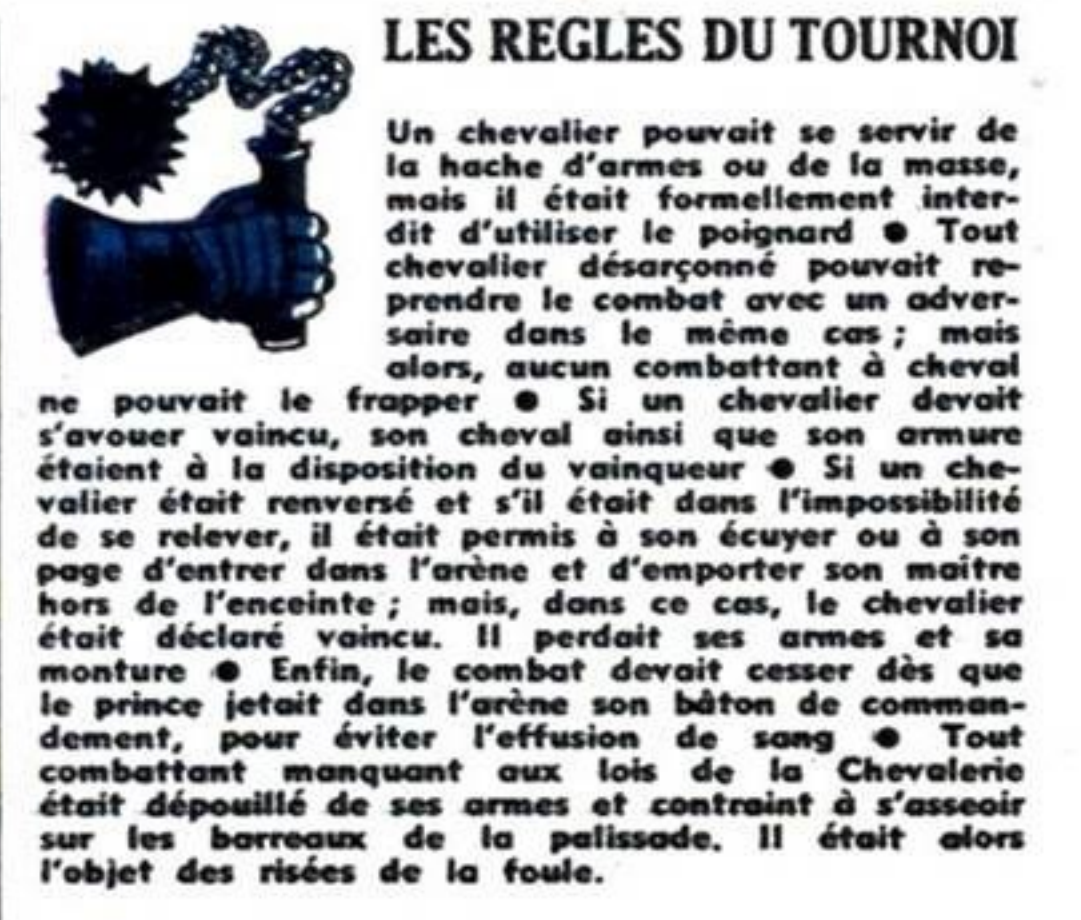 LES REGLES DU TOURNOI
Un chevalier pouvait se servir de
la hache d'armes ou de la masse,
mais il était formellement inter-
dit d'utiliser le poignard ● Tout
chevalier désarçonné pouvait re-
prendre le combat avec un adver-
saire dans le même cas ; mais
alors, aucun combattant à cheval
ne pouvait le frapper ● Si un chevalier devait
s'avouer vaincu, son cheval ainsi que son armure
étaient à la disposition du vainqueur ● Si un che-
valier était renversé et s'il était dans l'impossibilité
de se relever, il était permis à son écuyer ou à son
page d'entrer dans l'arène et d'emporter son maître
hors de l'enceinte ; mais, dans ce cas, le chevalier
était déclaré vaincu. Il perdait ses armes et sa
monture ● Enfin, le combat devait cesser dès que
le prince jetait dans l'arène son bâton de comman-
dement, pour éviter l'effusion de sang ● Tout
combattant manquant aux lois de la Chevalerie
était dépouillé de ses armes et contraint à s'asseoir
sur les barreaux de la palissade. Il était alors
l'objet des risées de la foule.